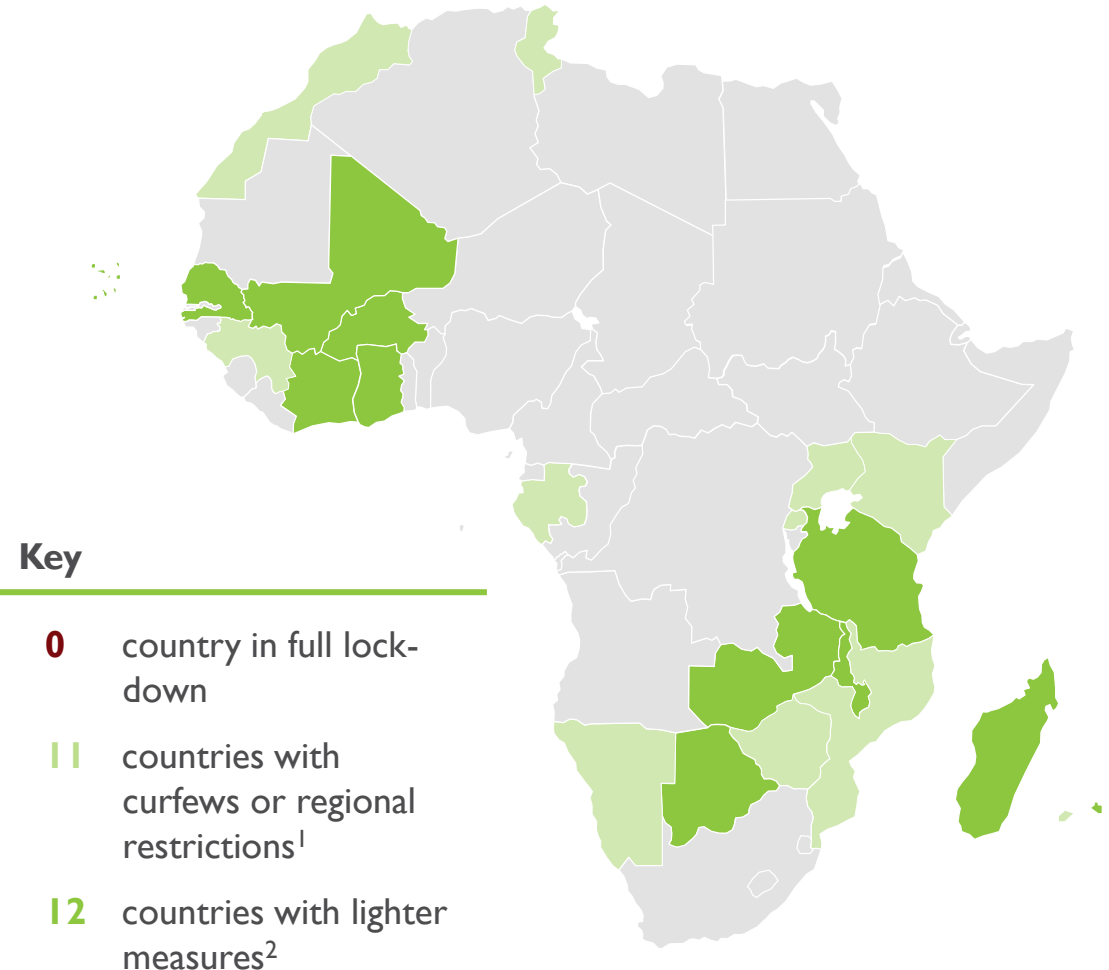 Key
0 country in full lock-
down
11 countries with
curfews or regional
restrictions¹
12 countries with lighter
measures²